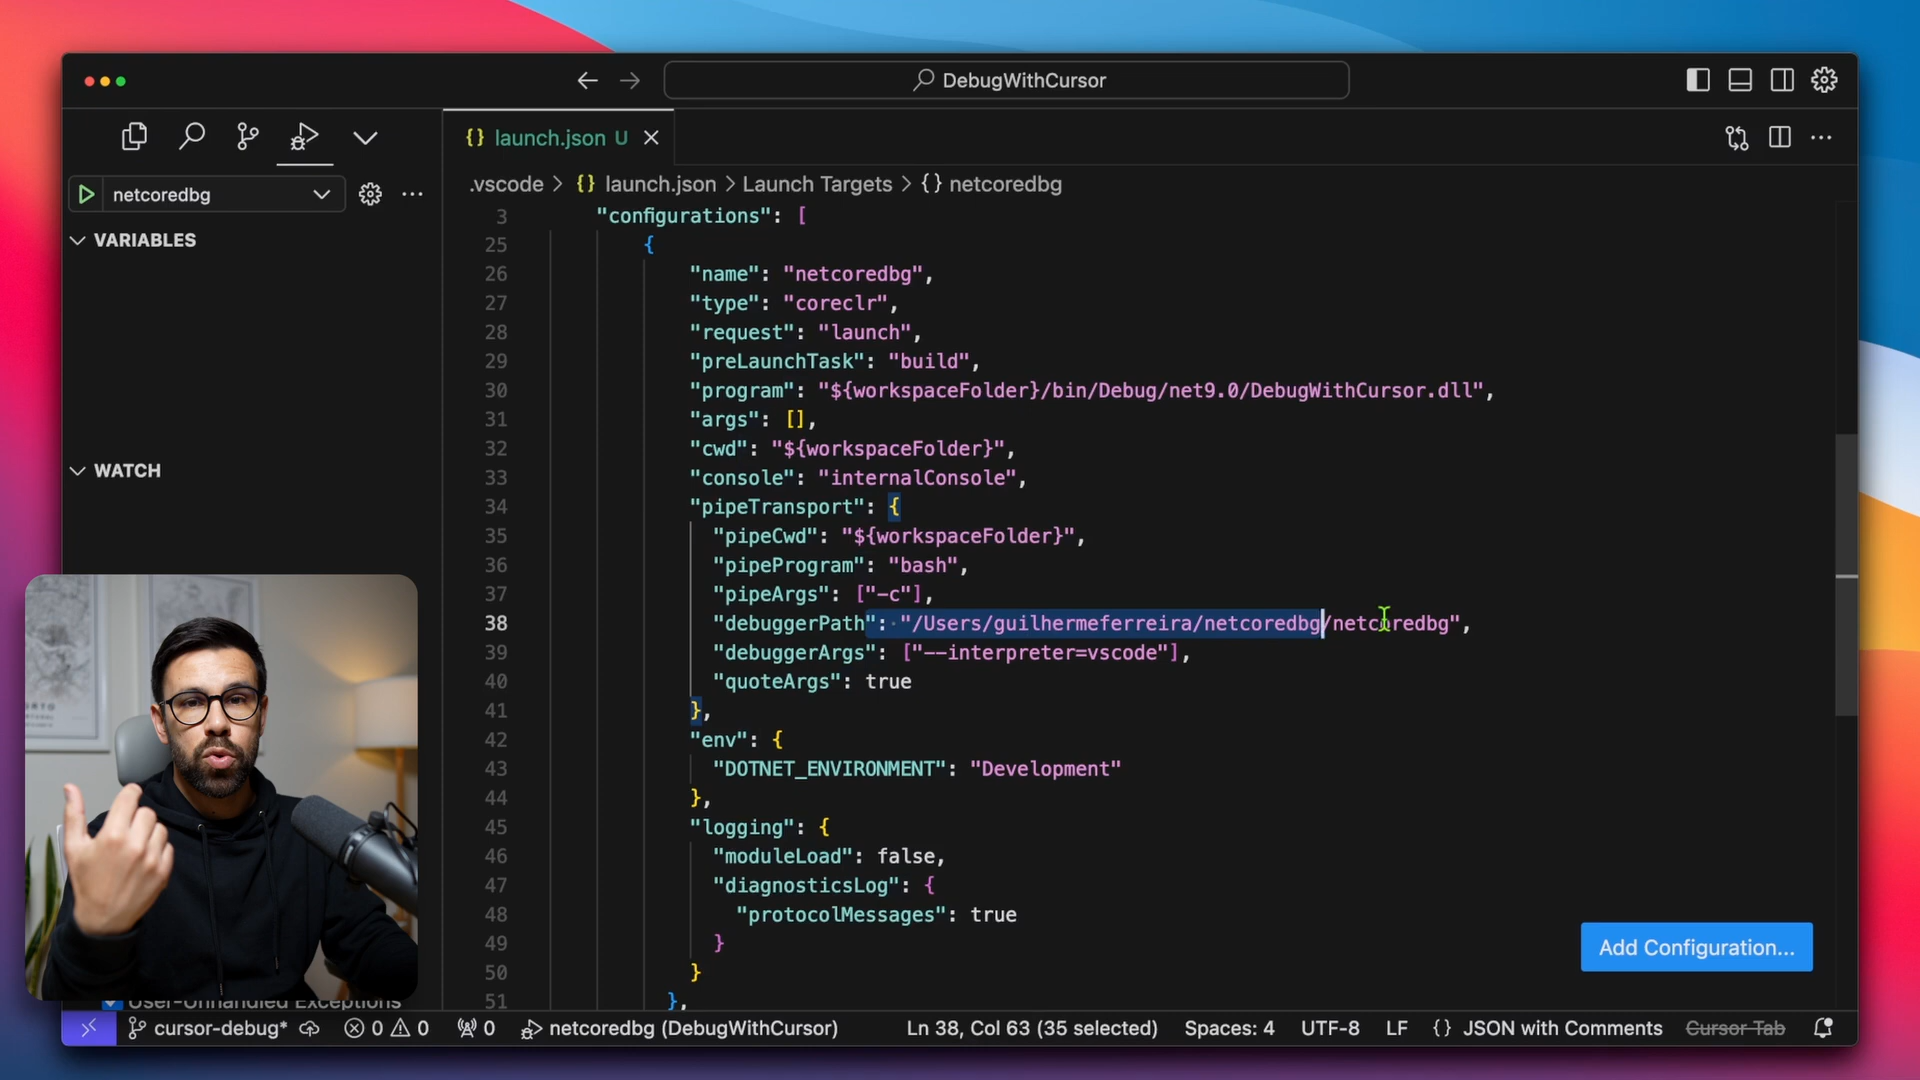 DebugWithCursor
{} launch.json U
netcoredbg
.vscode > {} launch.json > Launch Targets > {} netcoredbg
VARIABLES
WATCH
3 "configurations": [
25 {
26 "name": "netcoredbg",
27 "type": "coreclr",
28 "request": "launch",
29 "preLaunchTask": "build",
30 "program": "${workspaceFolder}/bin/Debug/net9.0/DebugWithCursor.dll",
31 "args": [],
32 "cwd": "${workspaceFolder}",
33 "console": "internalConsole",
34 "pipeTransport": {
35 "pipeCwd": "${workspaceFolder}",
36 "pipeProgram": "bash",
37 "pipeArgs": ["-c"],
38 "debuggerPath": "/Users/guilhermeferreira/netcoredbg/netcoredbg",
39 "debuggerArgs": ["--interpreter=vscode"],
40 "quoteArgs": true
41 },
42 "env": {
43 "DOTNET_ENVIRONMENT": "Development"
44 },
45 "logging": {
46 "moduleLoad": false,
47 "diagnosticsLog": {
48 "protocolMessages": true
49 }
50 }
51 },
Add Configuration...
User-Unhandled Exceptions
cursor-debug* 0 0 0 netcoredbg (DebugWithCursor) Ln 38, Col 63 (35 selected) Spaces: 4 UTF-8 LF {} JSON with Comments Cursor Tab